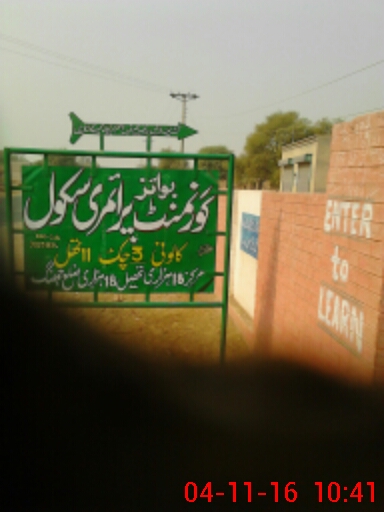 گورنمنٹ بوائز پرائمری سکول
کالونی 3 چک 11 تھل
مرکز 18 ہزاری تحصیل 18 ہزاری ضلع جھنگ
ENTER
to
LEARN
04-11-16 10:41